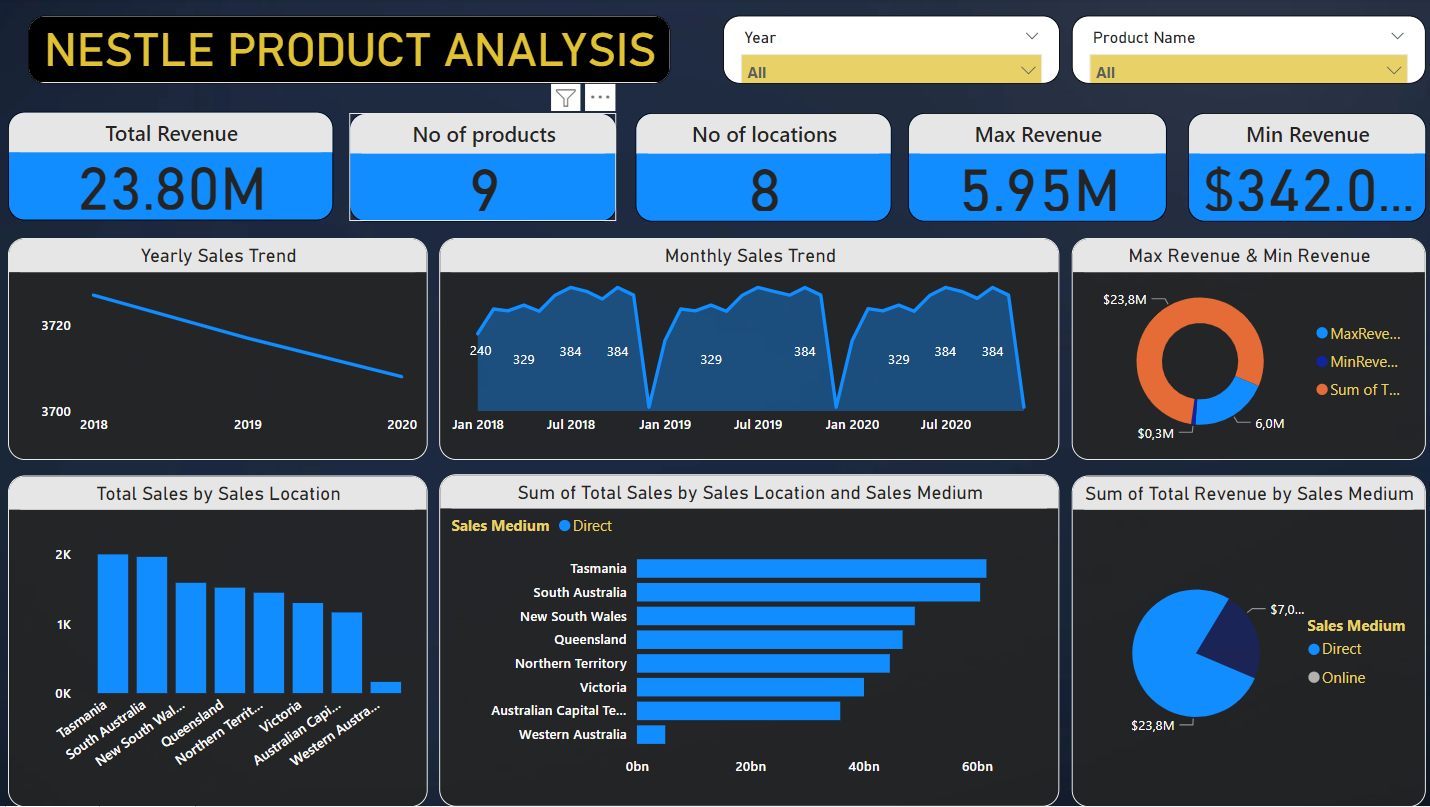 NESTLE PRODUCT ANALYSIS
Year
All
Product Name
All
Total Revenue
23.80M
No of products
9
No of locations
8
Max Revenue
5.95M
Min Revenue
$342.0...
Yearly Sales Trend
3720
3700
2018 2019 2020
Monthly Sales Trend
240 329 384 384 329 384 329 384 384
Jan 2018 Jul 2018 Jan 2019 Jul 2019 Jan 2020 Jul 2020
Max Revenue & Min Revenue
$23,8M
$0,3M
6,0M
MaxReve...
MinReve...
Sum of T...
Total Sales by Sales Location
2K
1K
0K
Tasmania
South Australia
New South Wal...
Queensland
Northern Territ...
Victoria
Australian Capi...
Western Austra...
Sum of Total Sales by Sales Location and Sales Medium
Sales Medium Direct
Tasmania
South Australia
New South Wales
Queensland
Northern Territory
Victoria
Australian Capital Te...
Western Australia
0bn 20bn 40bn 60bn
Sum of Total Revenue by Sales Medium
$7,0...
$23,8M
Sales Medium
Direct
Online